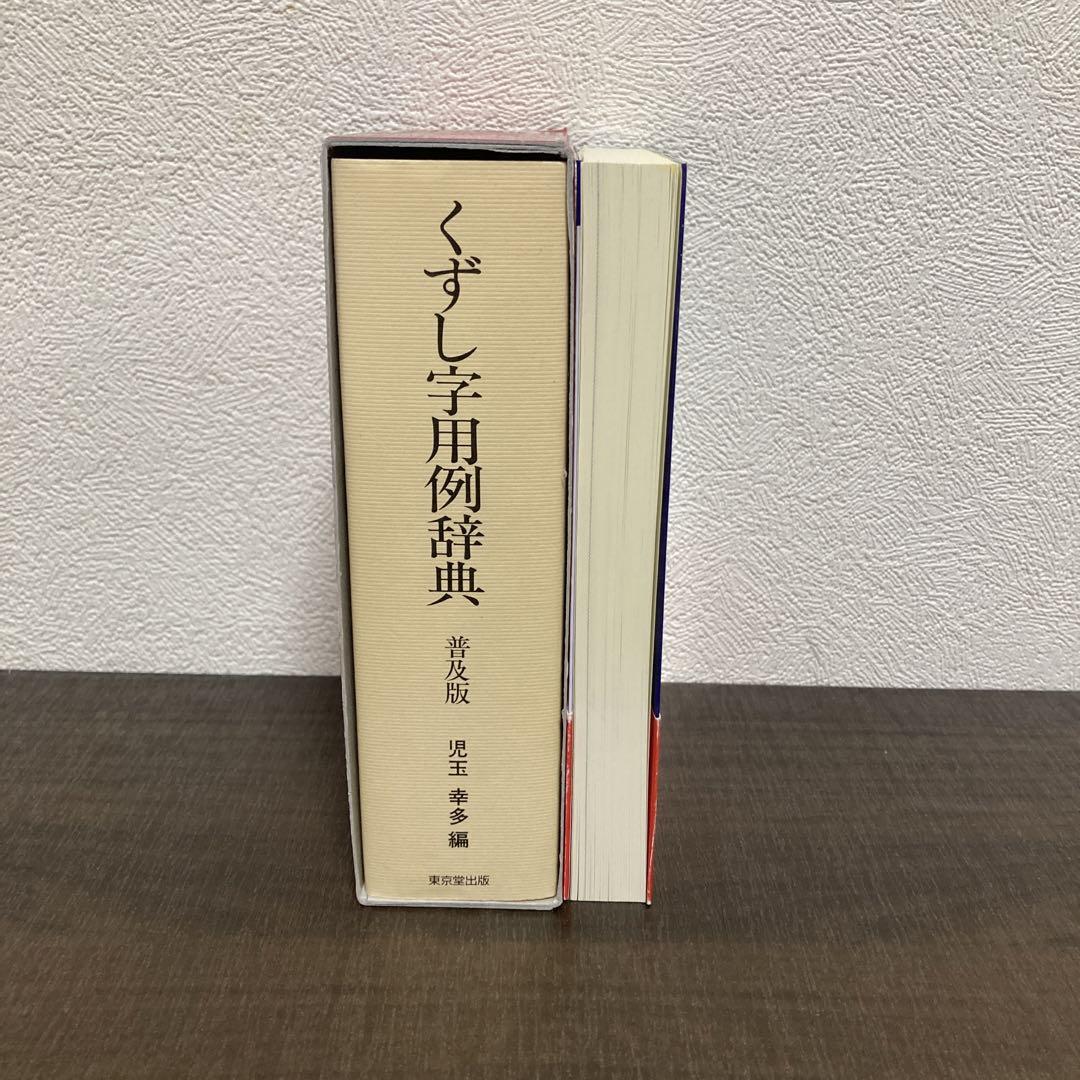 くずし字用例辞典
普及版
児玉 幸多 編
東京堂出版